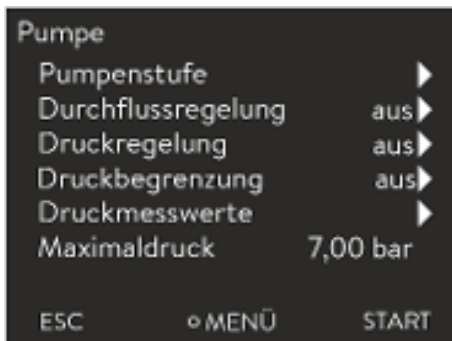 Pumpe
Pumpenstufe
Durchflussregelung aus
Druckregelung aus
Druckbegrenzung aus
Druckmesswerte
Maximaldruck 7,00 bar
ESC MENÜ START